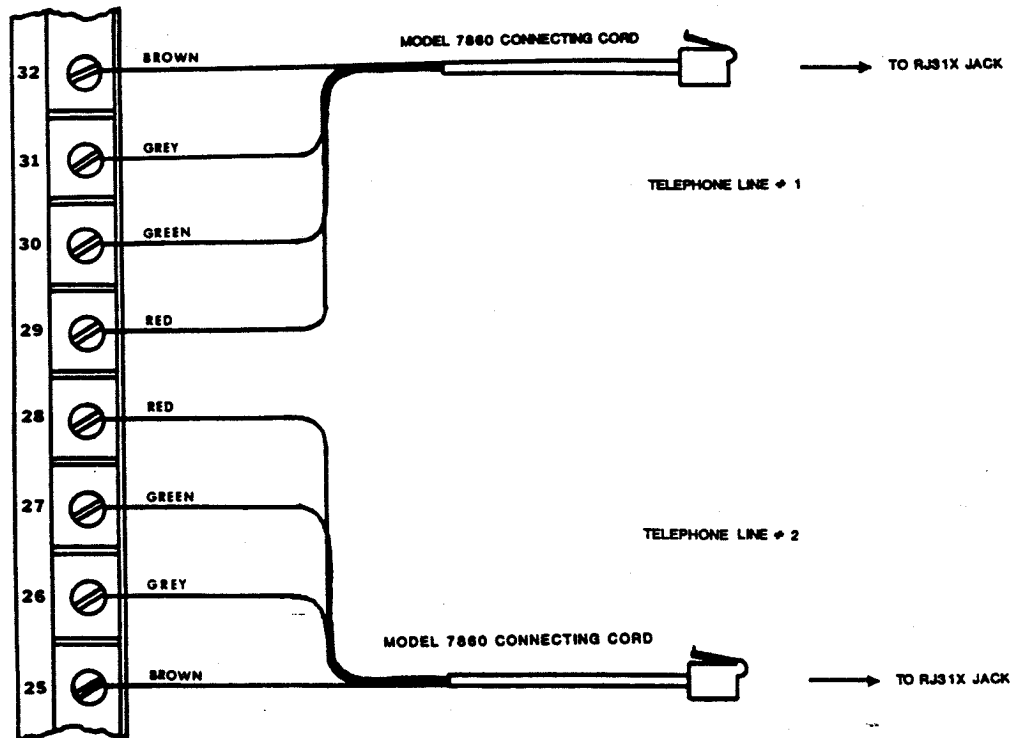 32
BROWN
MODEL 7860 CONNECTING CORD
TO RJ31X JACK
31
GREY
TELEPHONE LINE # 1
30
GREEN
29
RED
28
RED
27
GREEN
TELEPHONE LINE # 2
26
GREY
MODEL 7860 CONNECTING CORD
25
BROWN
TO RJ31X JACK